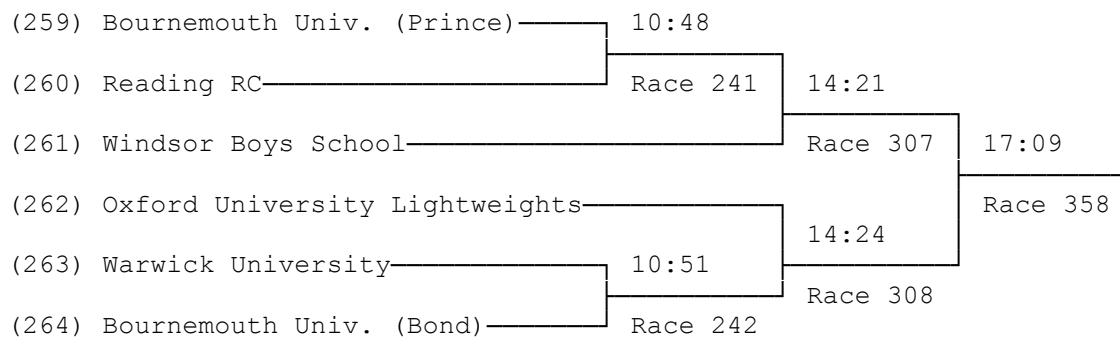 (259) Bournemouth Univ. (Prince) 10:48
(260) Reading RC Race 241 14:21
(261) Windsor Boys School Race 307 17:09
(262) Oxford University Lightweights Race 358
14:24
(263) Warwick University 10:51
Race 308
(264) Bournemouth Univ. (Bond) Race 242